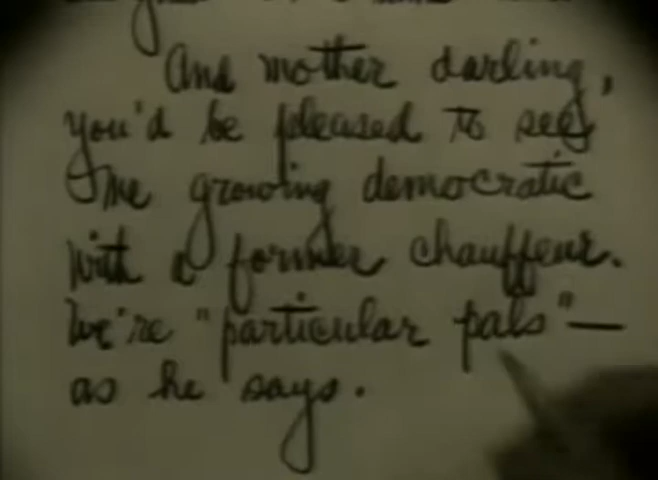 And mother darling,
you'd be pleased to see
me growing democratic
with a former chauffeur.
We're "particular pals"—
as he says.